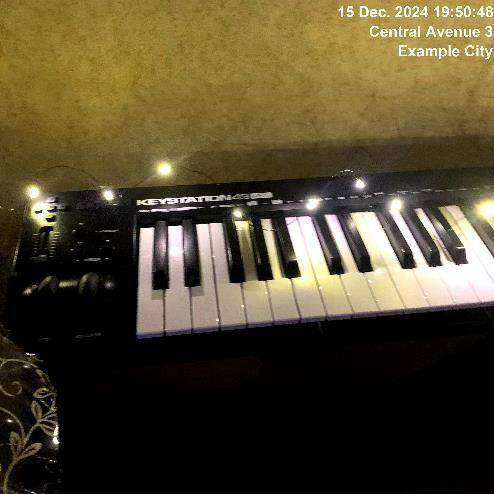 15 Dec. 2024 19:50:48
Central Avenue 3
Example City
KEYSTATION